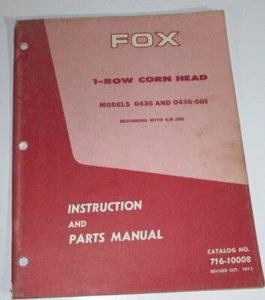 FOX
1-ROW CORN HEAD
MODELS 0436 AND 0436-001
BEGINNING WITH S/N
INSTRUCTION
AND
PARTS MANUAL
CATALOG NO.
716-10008
REVISED OCT. 1973